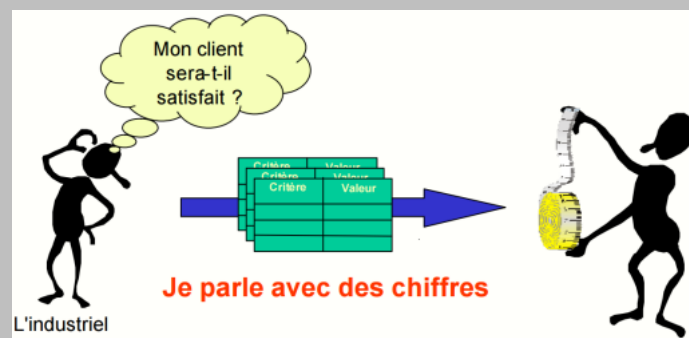 Mon client
sera-t-il
satisfait ?
Critère Valeur
Critère Valeur
Critère Valeur
Je parle avec des chiffres
L'industriel